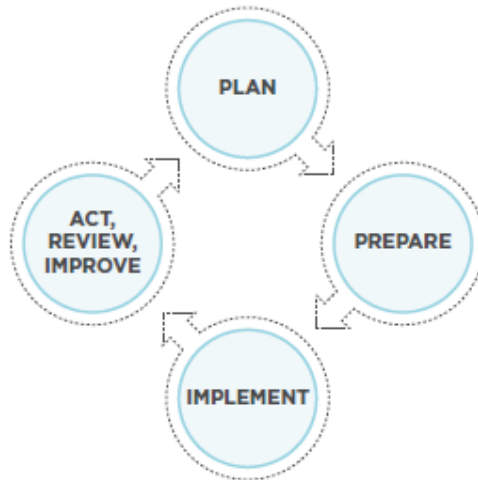 PLAN
PREPARE
IMPLEMENT
ACT,
REVIEW,
IMPROVE